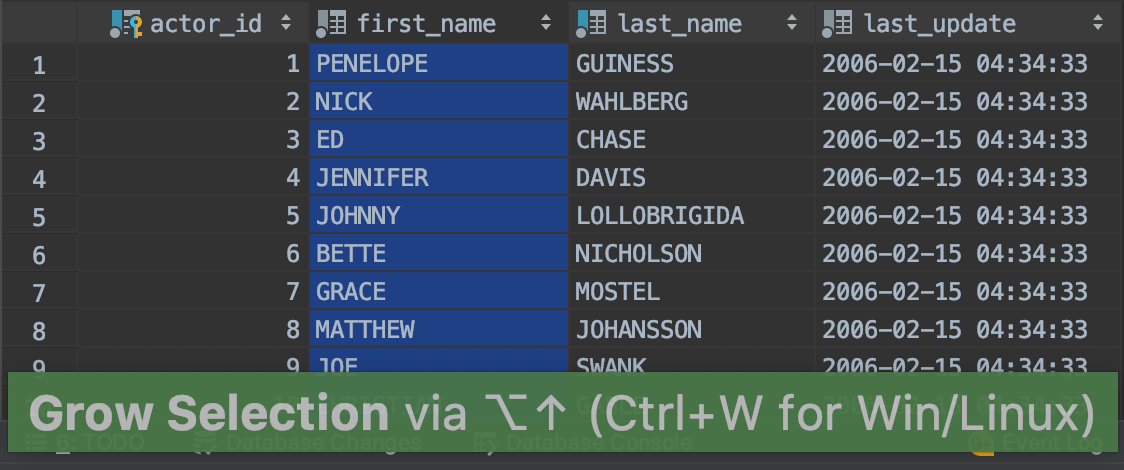 actor_id first_name last_name last_update
1 1 PENELOPE GUINESS 2006-02-15 04:34:33
2 2 NICK WAHLBERG 2006-02-15 04:34:33
3 3 ED CHASE 2006-02-15 04:34:33
4 4 JENNIFER DAVIS 2006-02-15 04:34:33
5 5 JOHNNY LOLLOBRIGIDA 2006-02-15 04:34:33
6 6 BETTE NICHOLSON 2006-02-15 04:34:33
7 7 GRACE MOSTEL 2006-02-15 04:34:33
8 8 MATTHEW JOHANSSON 2006-02-15 04:34:33
9 9 JOE SWANK 2006-02-15 04:34:33
Grow Selection via ⌥↑ (Ctrl+W for Win/Linux)
6: TODO Database Changes Database Console Event Log